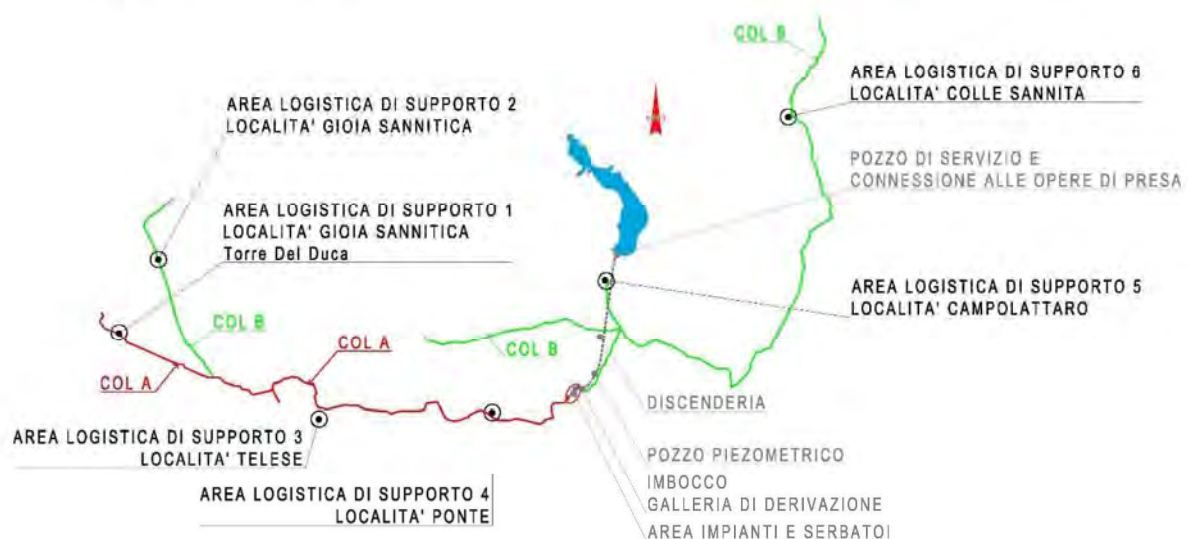 COL B
AREA LOGISTICA DI SUPPORTO 6
LOCALITA' COLLE SANNITA
AREA LOGISTICA DI SUPPORTO 2
LOCALITA' GIOIA SANNITICA
POZZO DI SERVIZIO E
CONNESSIONE ALLE OPERE DI PRESA
AREA LOGISTICA DI SUPPORTO 1
LOCALITA' GIOIA SANNITICA
Torre Del Duca
AREA LOGISTICA DI SUPPORTO 5
LOCALITA' CAMPOLATTARO
COL B
COL A
COL B
COL A
DISCENDERIA
AREA LOGISTICA DI SUPPORTO 3
LOCALITA' TELESE
POZZO PIEZOMETRICO
IMBOCCO
GALLERIA DI DERIVAZIONE
AREA IMPIANTI E SERBATOI
AREA LOGISTICA DI SUPPORTO 4
LOCALITA' PONTE